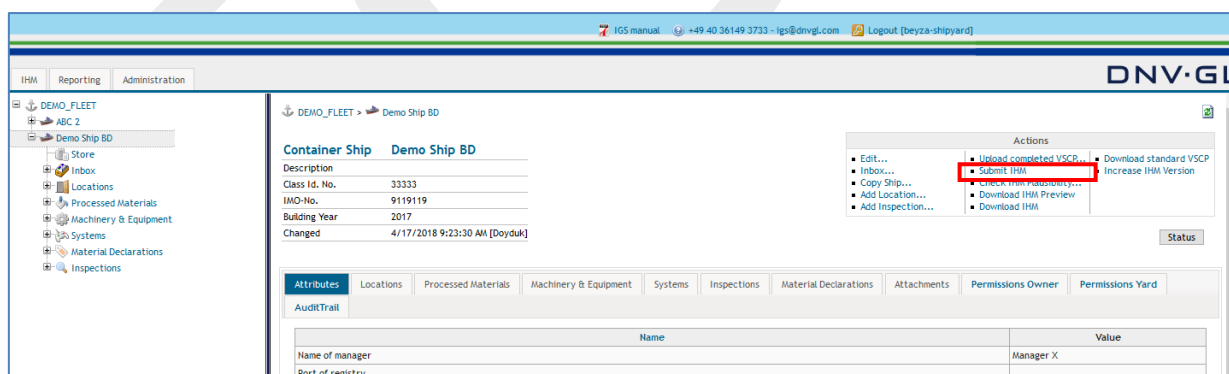 IGS manual +49 40 36149 3733 - igs@dnvgl.com Logout [beyza-shipyard]
IHM Reporting Administration
DNV·GL
DEMO_FLEET
ABC 2
Demo Ship BD
Store
Inbox
Locations
Processed Materials
Machinery & Equipment
Systems
Material Declarations
Inspections
DEMO_FLEET > Demo Ship BD
Container Ship Demo Ship BD
Description
Class Id. No. 33333
IMO-No. 9119119
Building Year 2017
Changed 4/17/2018 9:23:30 AM [Doyduk]
Actions
Edit...
Inbox...
Copy Ship...
Add Location...
Add Inspection...
Upload completed VSCP...
Submit IHM
Check IHM Plausibility...
Download IHM Preview
Download IHM
Download standard VSCP
Increase IHM Version
Status
Attributes Locations Processed Materials Machinery & Equipment Systems Inspections Material Declarations Attachments Permissions Owner Permissions Yard
AuditTrail
Name Value
Name of manager Manager X
Port of registry